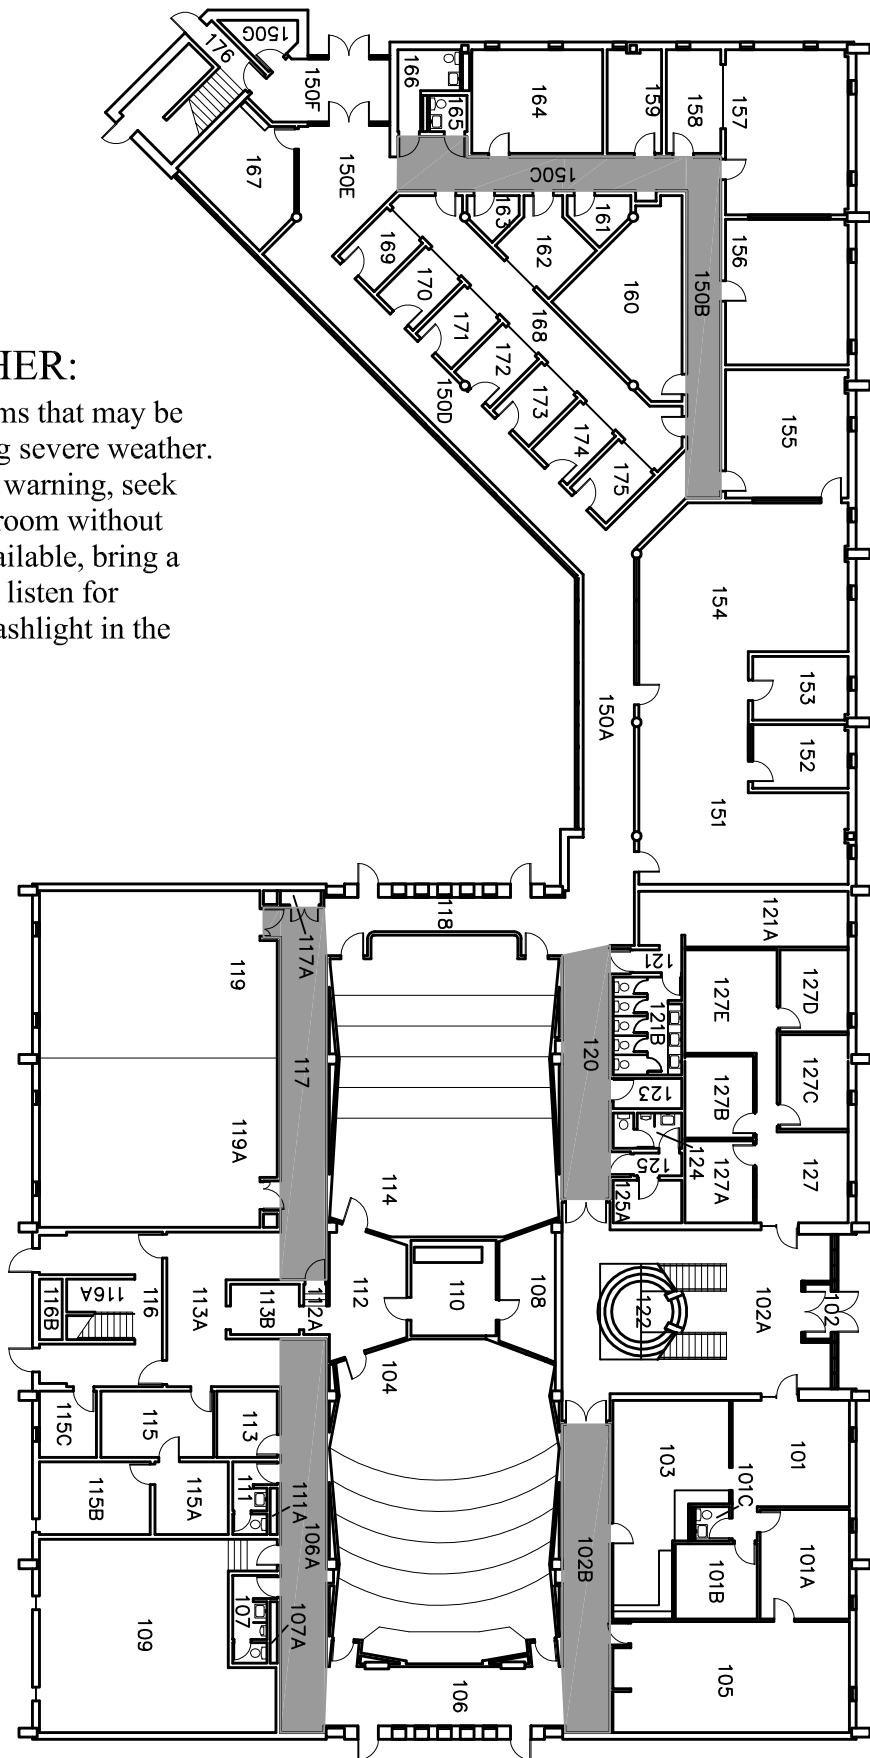 HER:
ms that may be
g severe weather.
warning, seek
room without
ailable, bring a
listen for
ashlight in the
150G
176
150F
166
165
164
159
158
157
167
150E
150C
163
161
162
160
156
150B
169
170
171
172
173
174
175
168
150D
155
154
153
152
151
150A
118
117A
119
117
119A
114
121A
121
121B
120
123
124
125
125A
127D
127E
127C
127B
127A
127
112
110
108
112A
113B
113A
116
116A
116B
122
102A
102
104
113
115
115C
115B
115A
111
111A
106A
107
107A
109
106
103
101
101C
101A
101B
102B
105